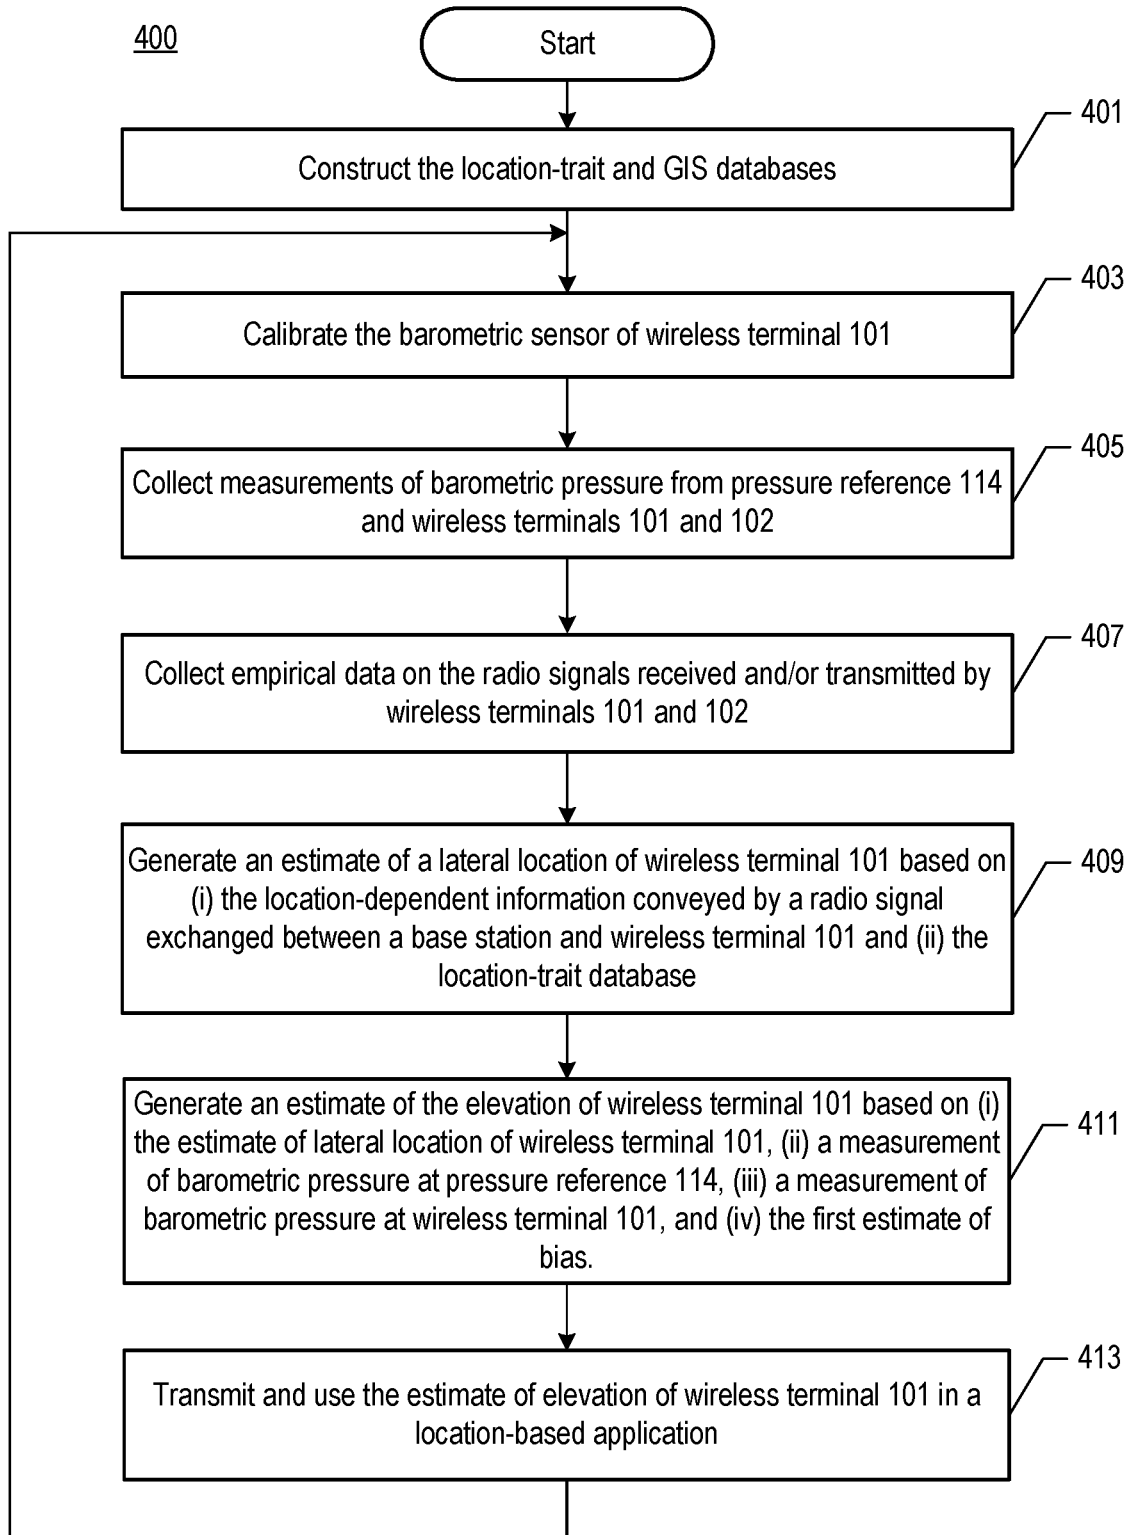 400
Start
401
Construct the location-trait and GIS databases
403
Calibrate the barometric sensor of wireless terminal 101
405
Collect measurements of barometric pressure from pressure reference 114
and wireless terminals 101 and 102
407
Collect empirical data on the radio signals received and/or transmitted by
wireless terminals 101 and 102
409
Generate an estimate of a lateral location of wireless terminal 101 based on
(i) the location-dependent information conveyed by a radio signal
exchanged between a base station and wireless terminal 101 and (ii) the
location-trait database
411
Generate an estimate of the elevation of wireless terminal 101 based on (i)
the estimate of lateral location of wireless terminal 101, (ii) a measurement
of barometric pressure at pressure reference 114, (iii) a measurement of
barometric pressure at wireless terminal 101, and (iv) the first estimate of
bias.
413
Transmit and use the estimate of elevation of wireless terminal 101 in a
location-based application